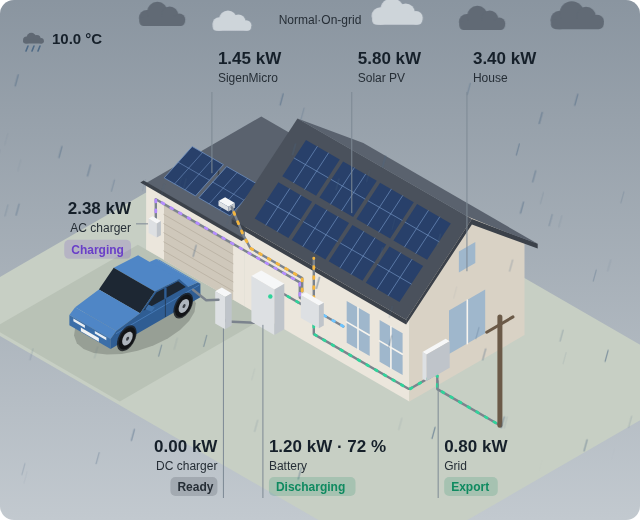 Normal·On-grid
10.0 °C
1.45 kW
SigenMicro
5.80 kW
Solar PV
3.40 kW
House
2.38 kW
AC charger
Charging
0.00 kW
DC charger
Ready
1.20 kW · 72 %
Battery
Discharging
0.80 kW
Grid
Export